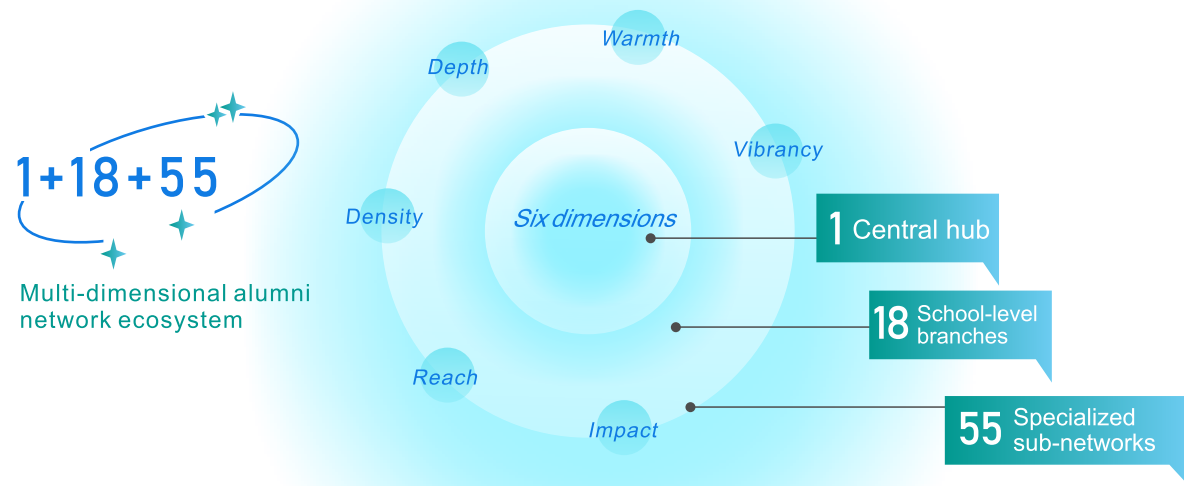 1+18+55
Multi-dimensional alumni
network ecosystem
Warmth
Depth
Vibrancy
Density
Six dimensions
Reach
Impact
1 Central hub
18 School-level
branches
55 Specialized
sub-networks